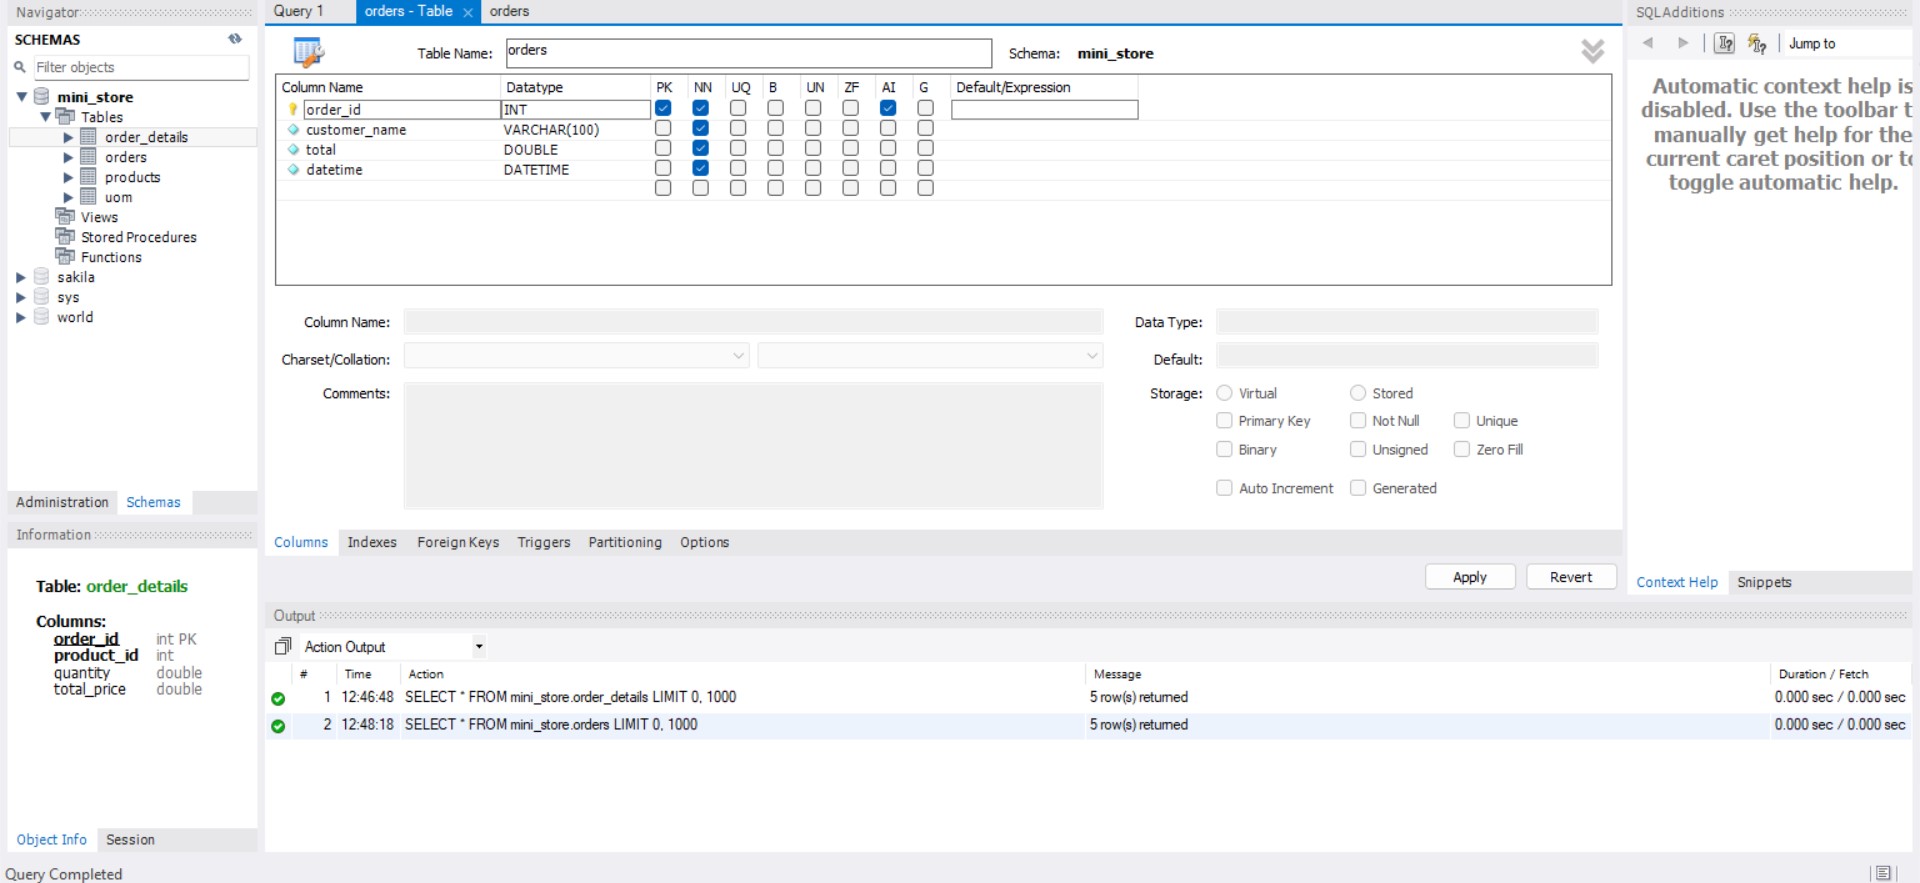 Navigator
SCHEMAS
Filter objects
mini_store
Tables
order_details
orders
products
uom
Views
Stored Procedures
Functions
sakila
sys
world
Administration Schemas
Information
Table: order_details
Columns:
order_id int PK
product_id int
quantity double
total_price double
Object Info Session
Query Completed
Query 1 orders - Table orders
Table Name: orders Schema: mini_store
Column Name Datatype PK NN UQ B UN ZF AI G Default/Expression
order_id INT
customer_name VARCHAR(100)
total DOUBLE
datetime DATETIME
Column Name: Data Type:
Charset/Collation: Default:
Comments: Storage: Virtual Stored
Primary Key Not Null Unique
Binary Unsigned Zero Fill
Auto Increment Generated
Columns Indexes Foreign Keys Triggers Partitioning Options
Apply Revert
Output
Action Output
# Time Action Message Duration / Fetch
1 12:46:48 SELECT * FROM mini_store.order_details LIMIT 0, 1000 5 row(s) returned 0.000 sec / 0.000 sec
2 12:48:18 SELECT * FROM mini_store.orders LIMIT 0, 1000 5 row(s) returned 0.000 sec / 0.000 sec
SQLAdditions
Jump to
Automatic context help is
disabled. Use the toolbar t
manually get help for the
current caret position or to
toggle automatic help.
Context Help Snippets